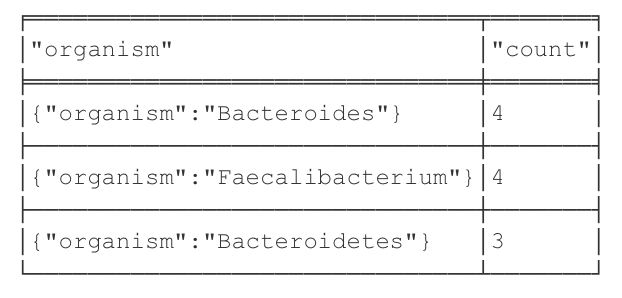 "organism" "count"
{"organism":"Bacteroides"} 4
{"organism":"Faecalibacterium"} 4
{"organism":"Bacteroidetes"} 3